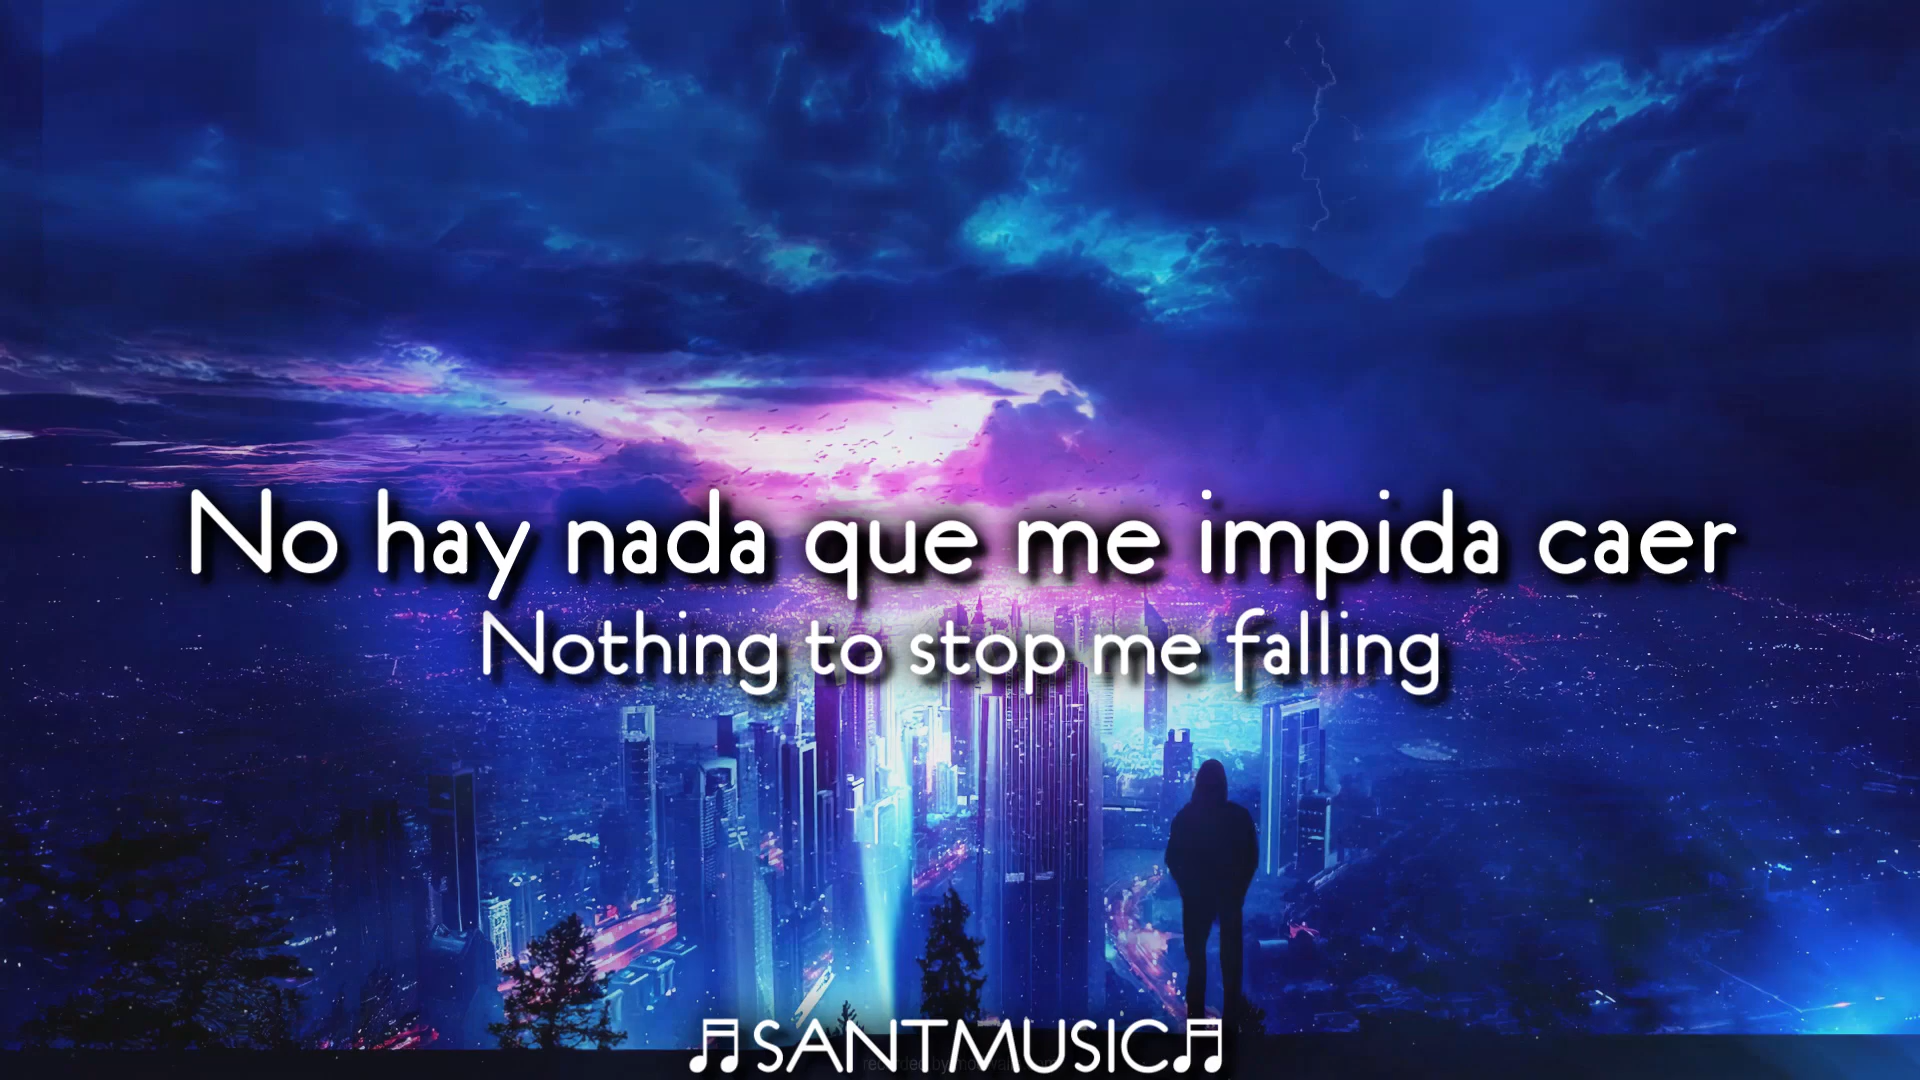 No hay nada que me impida caer
Nothing to stop me falling
♫SANTMUSIC♫